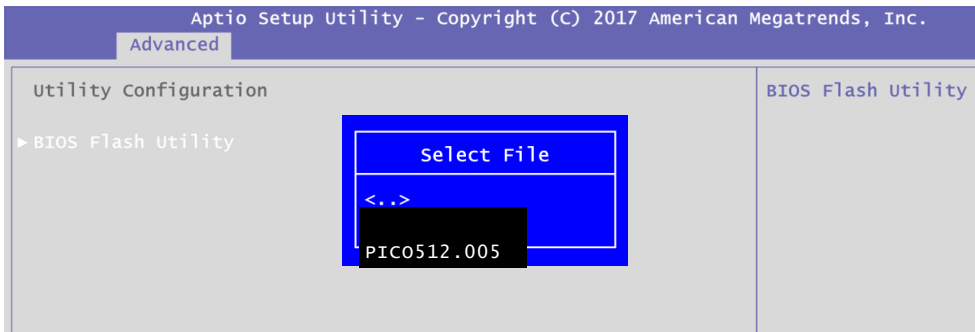 Aptio Setup Utility - Copyright (C) 2017 American Megatrends, Inc.
Advanced
Utility Configuration
BIOS Flash Utility
▶ BIOS Flash Utility
Select File
<..>
PICO512.005